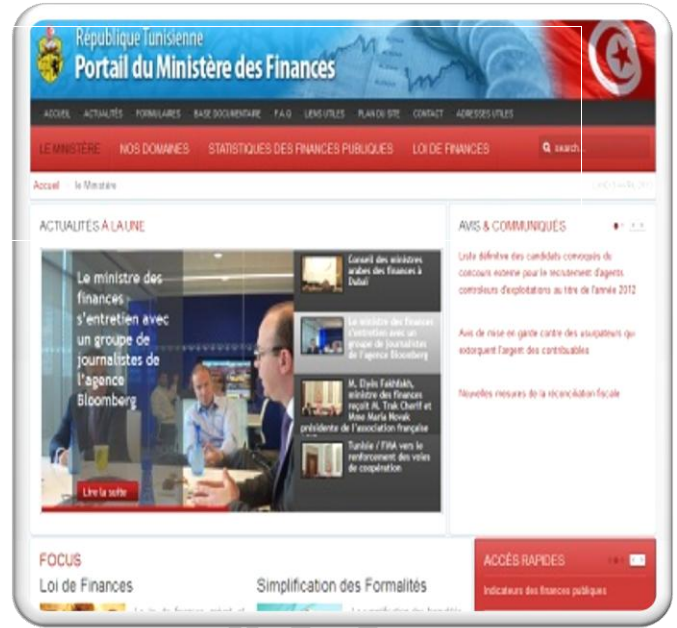 République Tunisienne
Portail du Ministère des Finances
ACCUEIL ACTUALITÉS FORMULAIRES BASE DOCUMENTAIRE F.A.Q LIENS UTILES PLAN DU SITE CONTACT ADRESSES UTILES
LE MINISTÈRE NOS DOMAINES STATISTIQUES DES FINANCES PUBLIQUES LOI DE FINANCES search...
Accueil le Ministère
ACTUALITÉS À LA UNE
Le ministre des
finances
s'entretien avec
un groupe de
journalistes de
l'agence
Bloomberg
Lire la suite
Conseil des ministres
arabes des finances à
Dubaï
Le ministre des finances
s'entretien avec un
groupe de journalistes
de l'agence Bloomberg
M. Elyès Fakhfakh,
ministre des finances
reçoit M. Trak Cherif et
Mme Maria Novak
présidente de l'association française
Tunisie / FMA vers le
renforcement des voies
de coopération
AVIS & COMMUNIQUÉS
Liste définitive des candidats convoqués du
concours externe pour le recrutement d'agents
controleurs d'exploitations au titre de l'année 2012
Avis de mise en garde contre des usurpateurs qui
extorquent l'argent des contribuables
Nouvelles mesures de la réconciliation fiscale
FOCUS
Loi de Finances
Simplification des Formalités
ACCÈS RAPIDES
Indicateurs des finances publiques